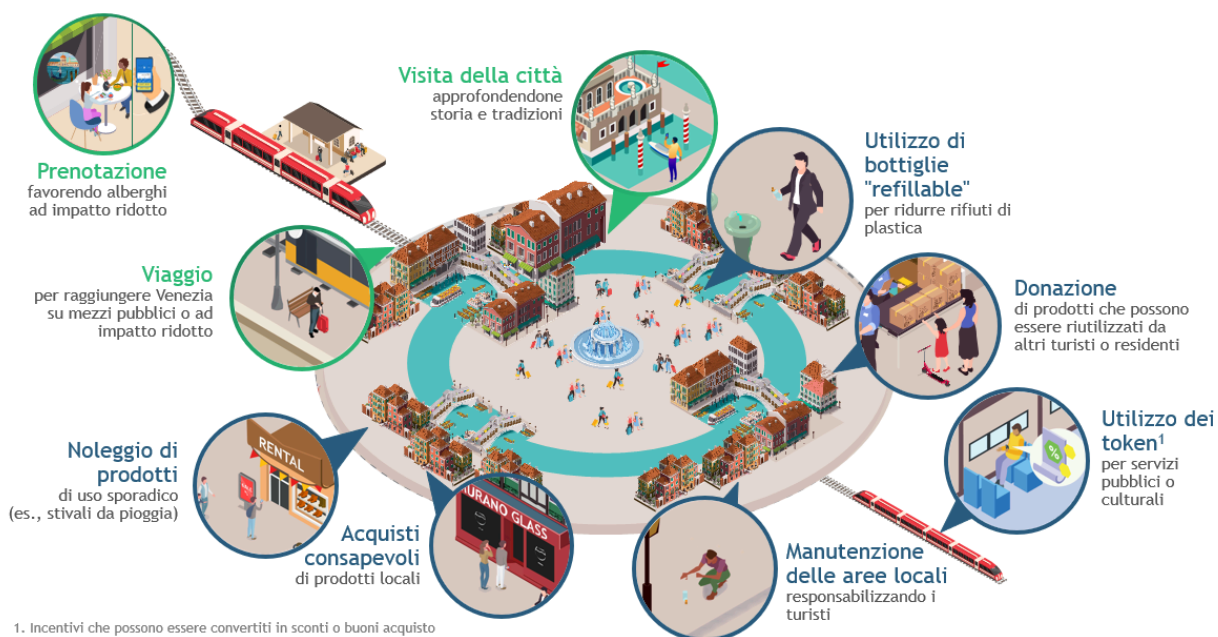 Prenotazione
favorendo alberghi
ad impatto ridotto
Visita della città
approfondendone
storia e tradizioni
Utilizzo di
bottiglie
"refillable"
per ridurre rifiuti di
plastica
Viaggio
per raggiungere Venezia
su mezzi pubblici o ad
impatto ridotto
Donazione
di prodotti che possono
essere riutilizzati da
altri turisti o residenti
Noleggio di
prodotti
di uso sporadico
(es., stivali da pioggia)
RENTAL
Acquisti
consapevoli
di prodotti locali
MURANO GLASS
Manutenzione
delle aree locali
responsabilizzando i
turisti
Utilizzo dei
token¹
per servizi
pubblici o
culturali
%
1. Incentivi che possono essere convertiti in sconti o buoni acquisto